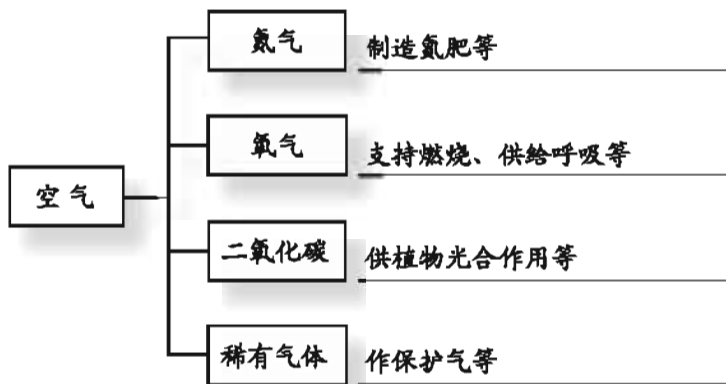 空气
氮气
制造氮肥等
氧气
支持燃烧、供给呼吸等
二氧化碳
供植物光合作用等
稀有气体
作保护气等